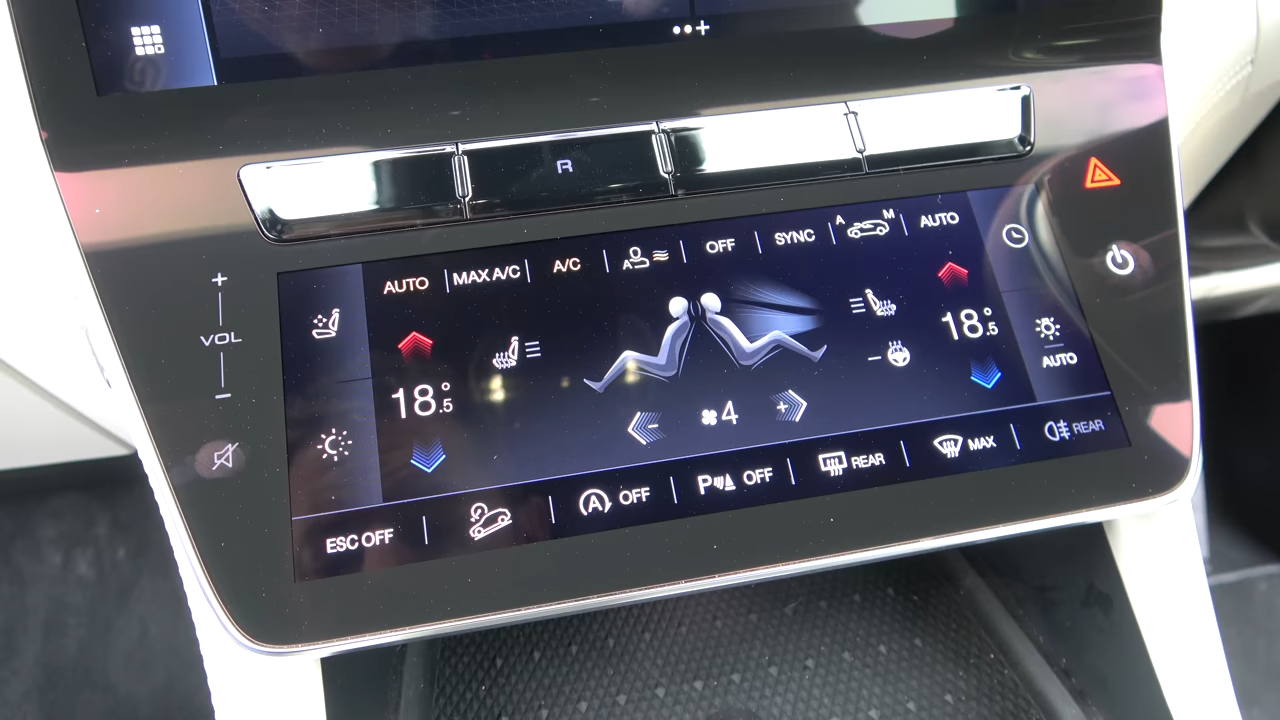 R
+
VOL
−
AUTO
MAX A/C
A/C
A
OFF
SYNC
A
M
AUTO
18°.5
18°.5
−
4
+
−
AUTO
ESC OFF
A OFF
P OFF
REAR
MAX
REAR